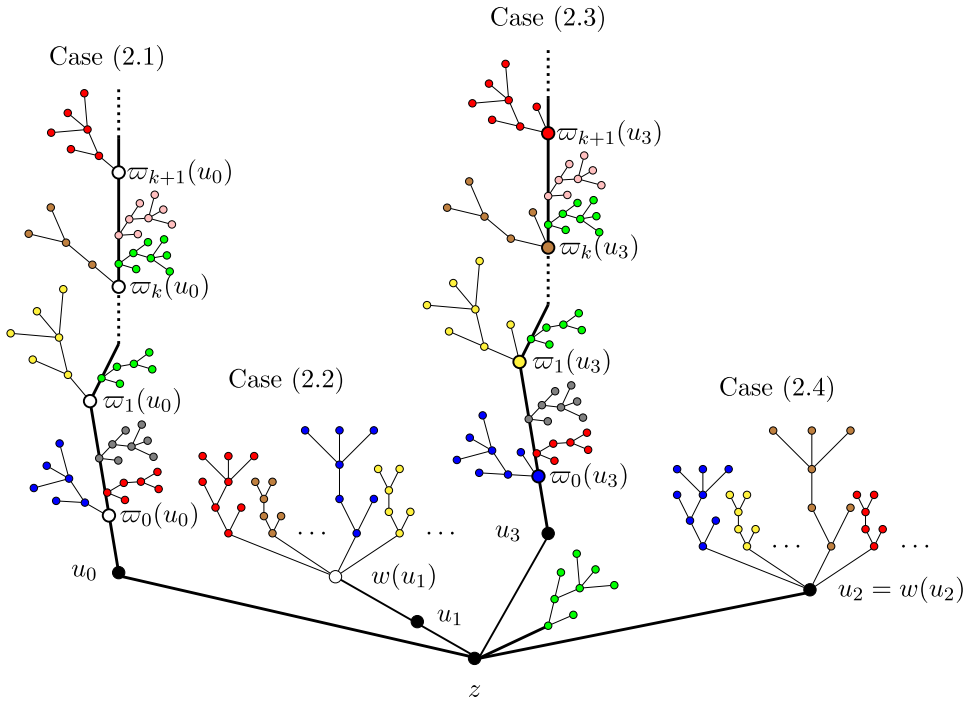 Case (2.1)
ϖ_{k+1}(u_0)
ϖ_k(u_0)
ϖ_1(u_0)
ϖ_0(u_0)
u_0
Case (2.2)
... ...
w(u_1)
u_1
Case (2.3)
ϖ_{k+1}(u_3)
ϖ_k(u_3)
ϖ_1(u_3)
ϖ_0(u_3)
u_3
Case (2.4)
... ...
u_2 = w(u_2)
z